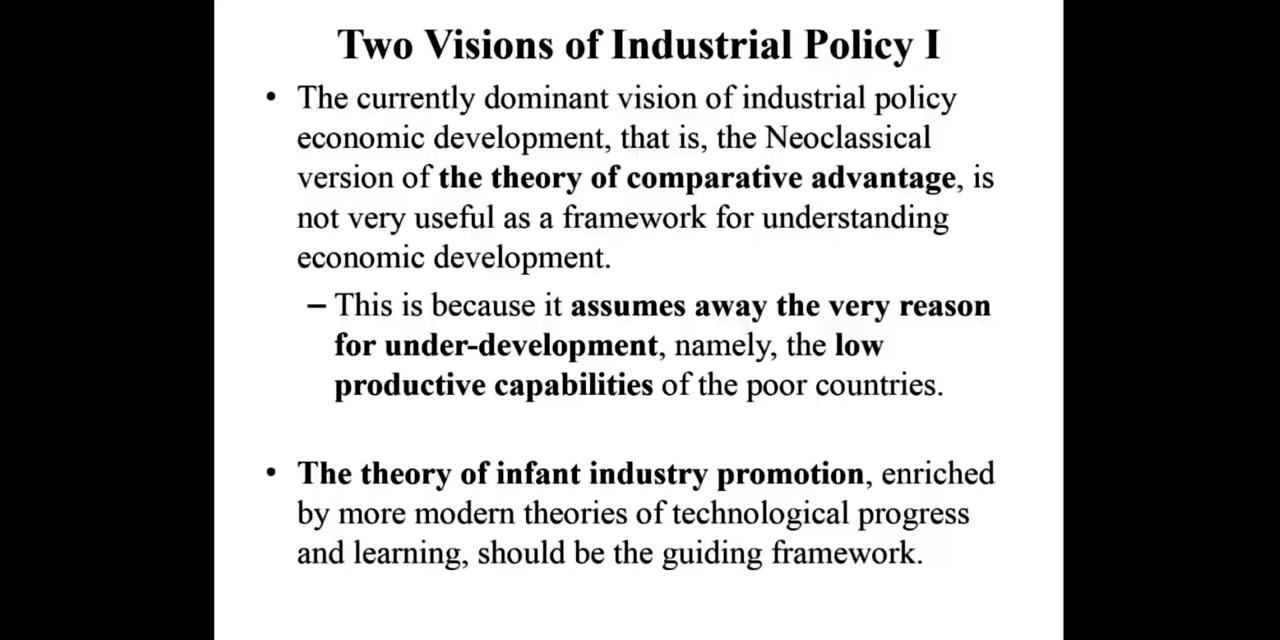 Two Visions of Industrial Policy I
• The currently dominant vision of industrial policy
economic development, that is, the Neoclassical
version of the theory of comparative advantage, is
not very useful as a framework for understanding
economic development.
– This is because it assumes away the very reason
for under-development, namely, the low
productive capabilities of the poor countries.
• The theory of infant industry promotion, enriched
by more modern theories of technological progress
and learning, should be the guiding framework.